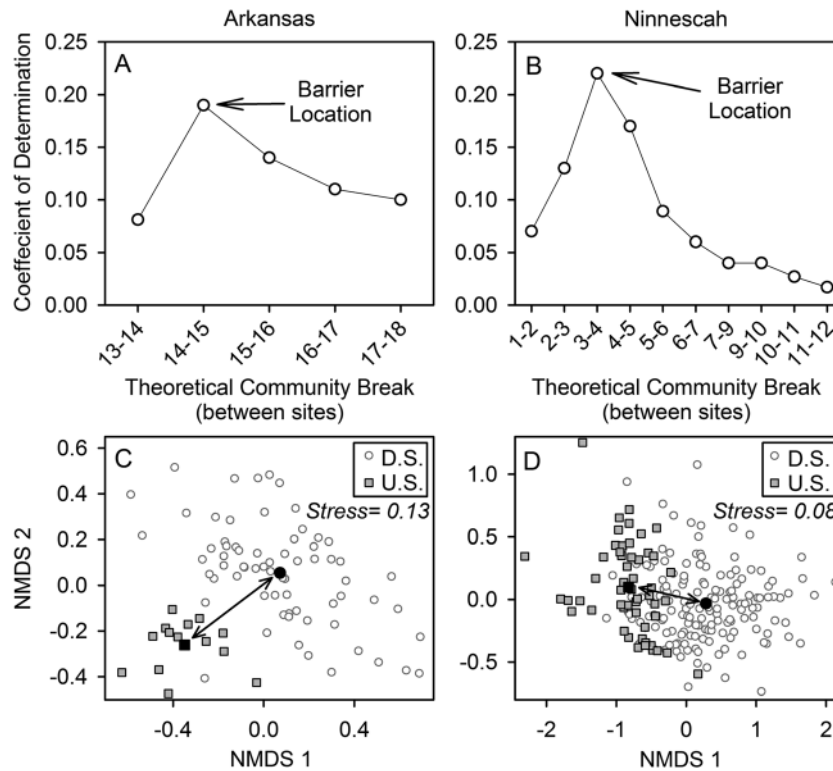 Arkansas
Ninnescah
Coeffecient of Determination
0.25
0.20
0.15
0.10
0.05
0.00
A
Barrier
Location
13-14
14-15
15-16
16-17
17-18
Theoretical Community Break
(between sites)
0.25
0.20
0.15
0.10
0.05
0.00
B
Barrier
Location
1-2
2-3
3-4
4-5
5-6
6-7
7-9
9-10
10-11
11-12
Theoretical Community Break
(between sites)
NMDS 2
0.6
0.4
0.2
0.0
-0.2
-0.4
C
D.S.
U.S.
Stress= 0.13
-0.4
0.0
0.4
NMDS 1
1.0
0.5
0.0
-0.5
D
D.S.
U.S.
Stress= 0.08
-2
-1
0
1
2
NMDS 1